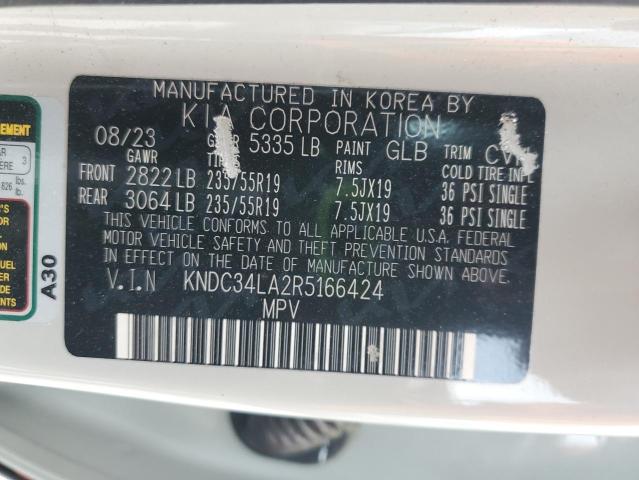 MANUFACTURED IN KOREA BY
KIA CORPORATION
08/23 5335 LB PAINT GLB TRIM
GAWR RIMS COLD TIRE INFL
FRONT 2822 LB 235/55R19 7.5JX19 36 PSI SINGLE
REAR 3064 LB 235/55R19 7.5JX19 36 PSI SINGLE
THIS VEHICLE CONFORMS TO ALL APPLICABLE U.S.A. FEDERAL
MOTOR VEHICLE SAFETY AND THEFT PREVENTION STANDARDS
IN EFFECT ON THE DATE OF MANUFACTURE SHOWN ABOVE.
V.I.N KNDC34LA2R5166424
MPV
A30